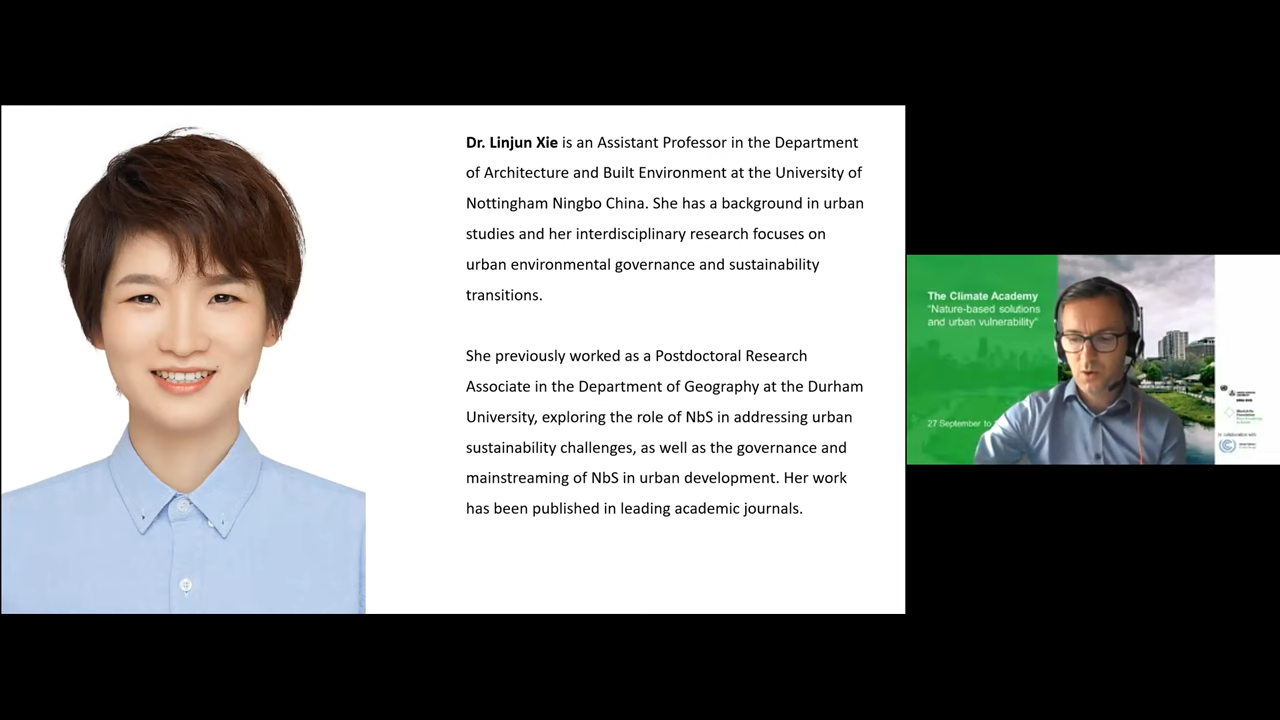 Dr. Linjun Xie is an Assistant Professor in the Department
of Architecture and Built Environment at the University of
Nottingham Ningbo China. She has a background in urban
studies and her interdisciplinary research focuses on
urban environmental governance and sustainability
transitions.
She previously worked as a Postdoctoral Research
Associate in the Department of Geography at the Durham
University, exploring the role of NbS in addressing urban
sustainability challenges, as well as the governance and
mainstreaming of NbS in urban development. Her work
has been published in leading academic journals.
The Climate Academy
"Nature-based solutions
and urban vulnerability"
27 September to